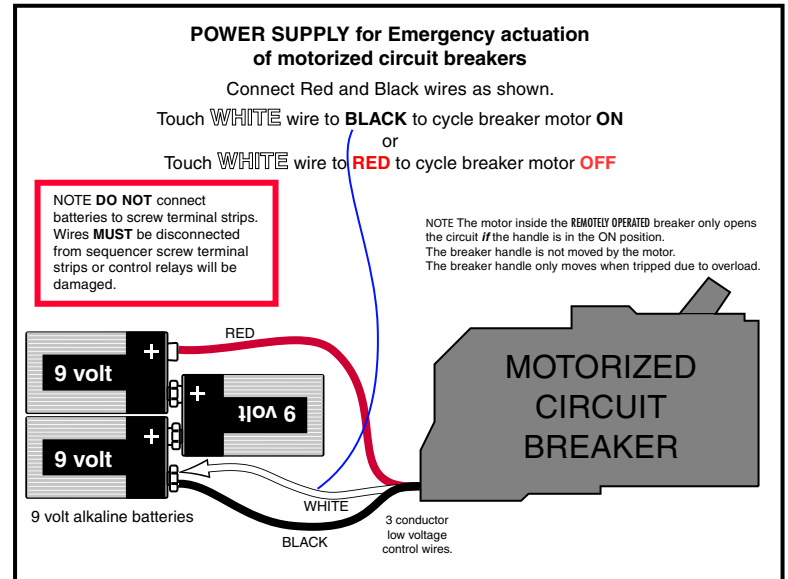 POWER SUPPLY for Emergency actuation
of motorized circuit breakers
Connect Red and Black wires as shown.
Touch WHITE wire to BLACK to cycle breaker motor ON
or
Touch WHITE wire to RED to cycle breaker motor OFF
NOTE DO NOT connect
batteries to screw terminal strips.
Wires MUST be disconnected
from sequencer screw terminal
strips or control relays will be
damaged.
NOTE The motor inside the REMOTELY OPERATED breaker only opens
the circuit if the handle is in the ON position.
The breaker handle is not moved by the motor.
The breaker handle only moves when tripped due to overload.
RED
+
9 volt
+
9 volt
+
9 volt
MOTORIZED
CIRCUIT
BREAKER
WHITE
9 volt alkaline batteries
BLACK
3 conductor
low voltage
control wires.